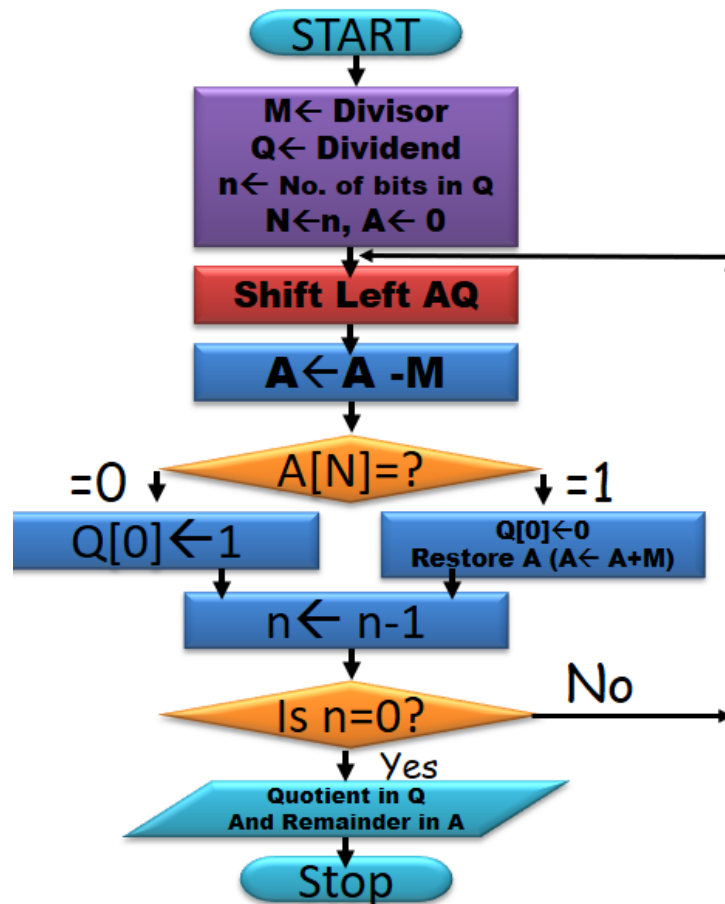 START
M← Divisor
Q← Dividend
n← No. of bits in Q
N←n, A← 0
Shift Left AQ
A←A -M
A[N]=?
=0
=1
Q[0]←1
Q[0]←0
Restore A (A← A+M)
n← n-1
Is n=0?
No
Yes
Quotient in Q
And Remainder in A
Stop